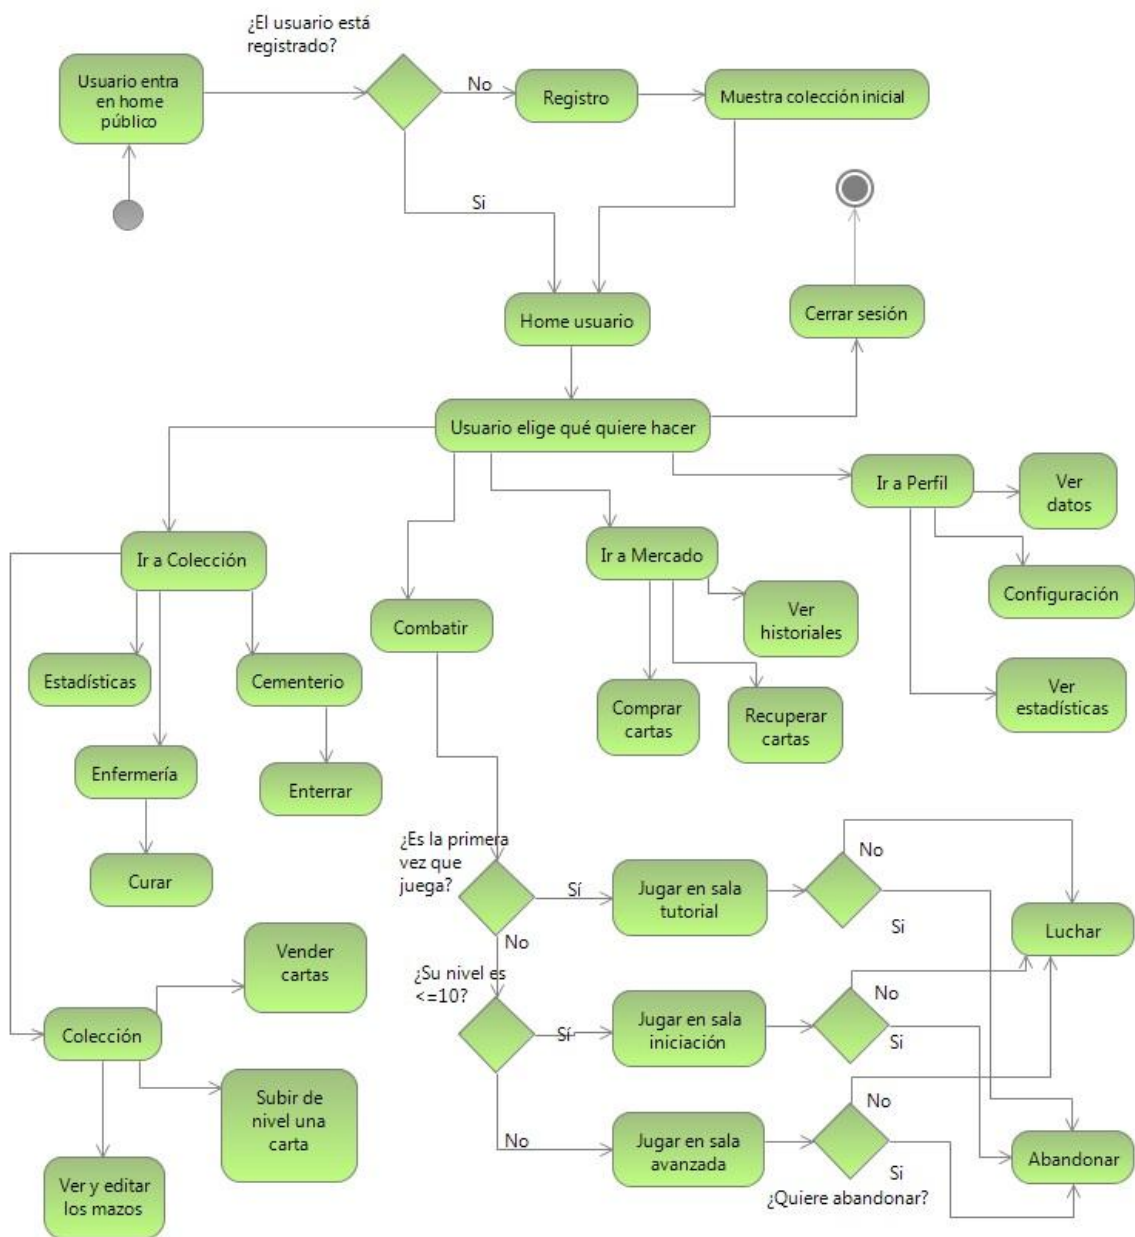 ¿El usuario está
registrado?
Usuario entra
en home
público
No
Registro
Muestra colección inicial
Si
Home usuario
Cerrar sesión
Usuario elige qué quiere hacer
Ir a Perfil
Ver
datos
Ir a Colección
Ir a Mercado
Configuración
Combatir
Ver
historiales
Estadísticas
Cementerio
Ver
estadísticas
Comprar
cartas
Recuperar
cartas
Enfermería
Enterrar
Curar
¿Es la primera
vez que
juega?
Sí
Jugar en sala
tutorial
No
Si
Luchar
No
¿Su nivel es
<=10?
Sí
Jugar en sala
iniciación
No
Si
Vender
cartas
Colección
Subir de
nivel una
carta
Ver y editar
los mazos
No
Jugar en sala
avanzada
No
Si
¿Quiere abandonar?
Abandonar